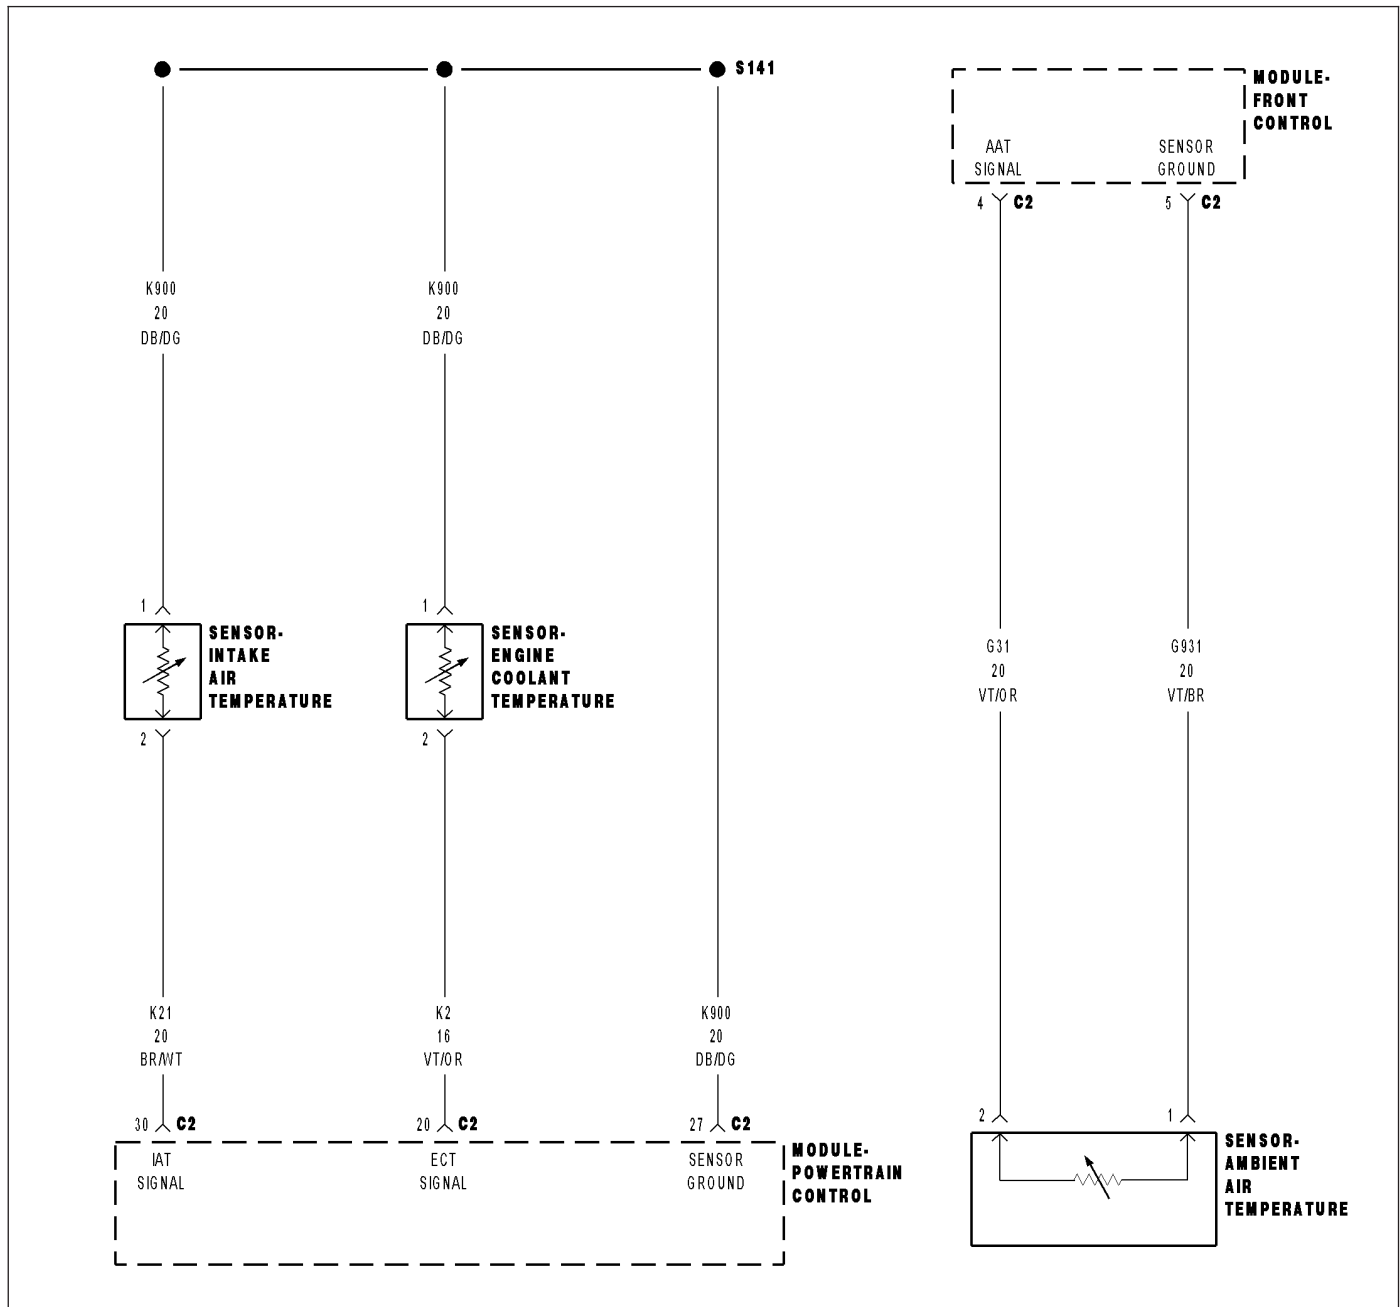 S141
MODULE-
FRONT
CONTROL
AAT
SIGNAL
SENSOR
GROUND
4 C2
5 C2
K900
20
DB/DG
K900
20
DB/DG
1
SENSOR-
INTAKE
AIR
TEMPERATURE
2
1
SENSOR-
ENGINE
COOLANT
TEMPERATURE
2
G31
20
VT/OR
G931
20
VT/BR
K21
20
BR/WT
K2
16
VT/OR
K900
20
DB/DG
30 C2
20 C2
27 C2
IAT
SIGNAL
ECT
SIGNAL
SENSOR
GROUND
MODULE-
POWERTRAIN
CONTROL
2
1
SENSOR-
AMBIENT
AIR
TEMPERATURE